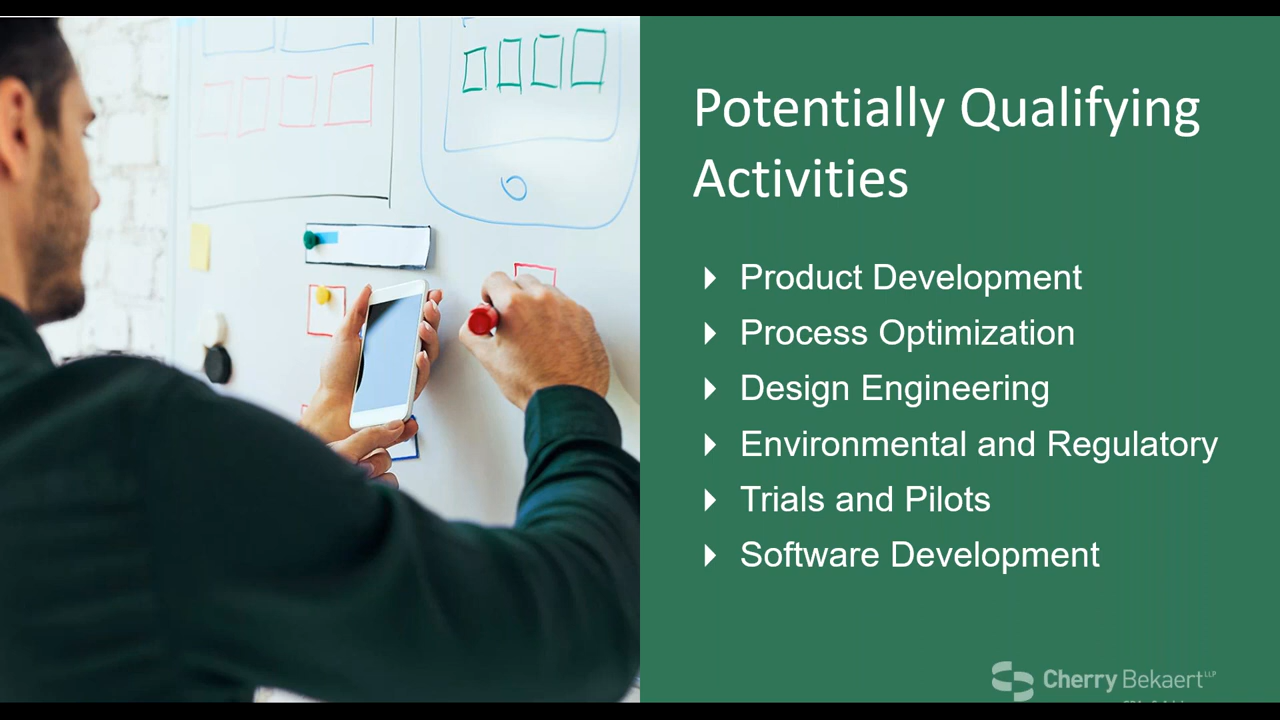 Potentially Qualifying
Activities
Product Development
Process Optimization
Design Engineering
Environmental and Regulatory
Trials and Pilots
Software Development
Cherry Bekaert LLP